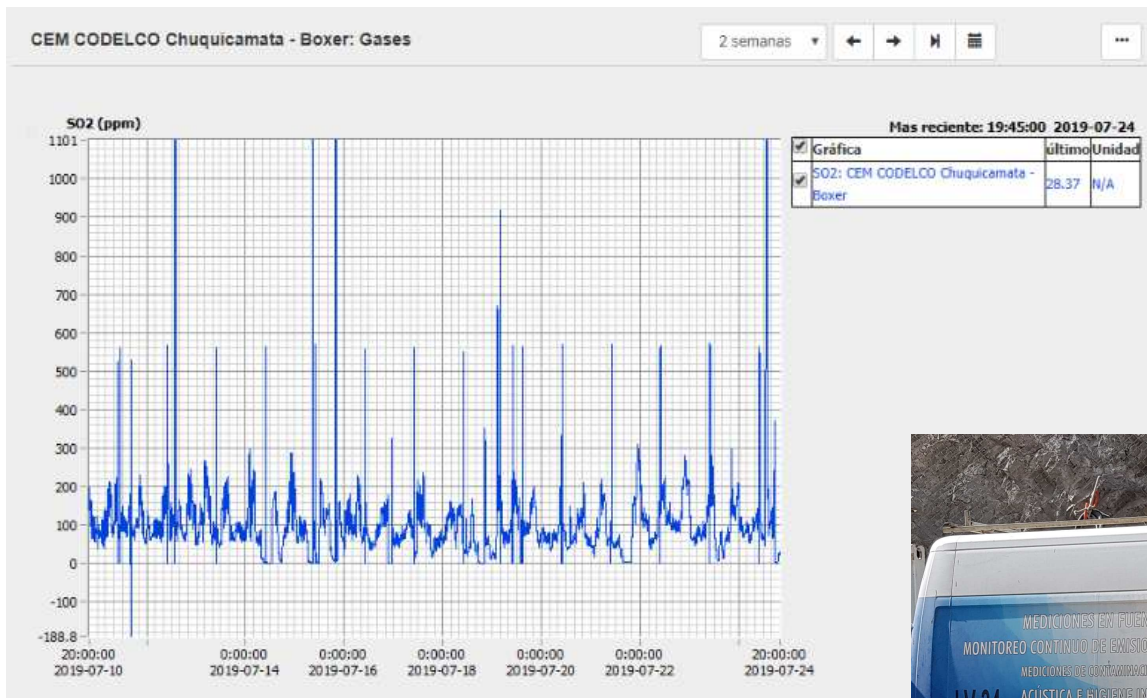 CEM CODELCO Chuquicamata - Boxer: Gases
2 semanas
SO2 (ppm)
Mas reciente: 19:45:00 2019-07-24
Gráfica último Unidad
SO2: CEM CODELCO Chuquicamata - Boxer 28.37 N/A
1101
1000
900
800
700
600
500
400
300
200
100
0
-100
-188.8
20:00:00 0:00:00 0:00:00 0:00:00 0:00:00 0:00:00 20:00:00
2019-07-10 2019-07-14 2019-07-16 2019-07-18 2019-07-20 2019-07-22 2019-07-24
MEDICIONES EN
MONITOREO CONTINUO DE
MEDICIONES DE
ACÚSTICA E HIGIENE